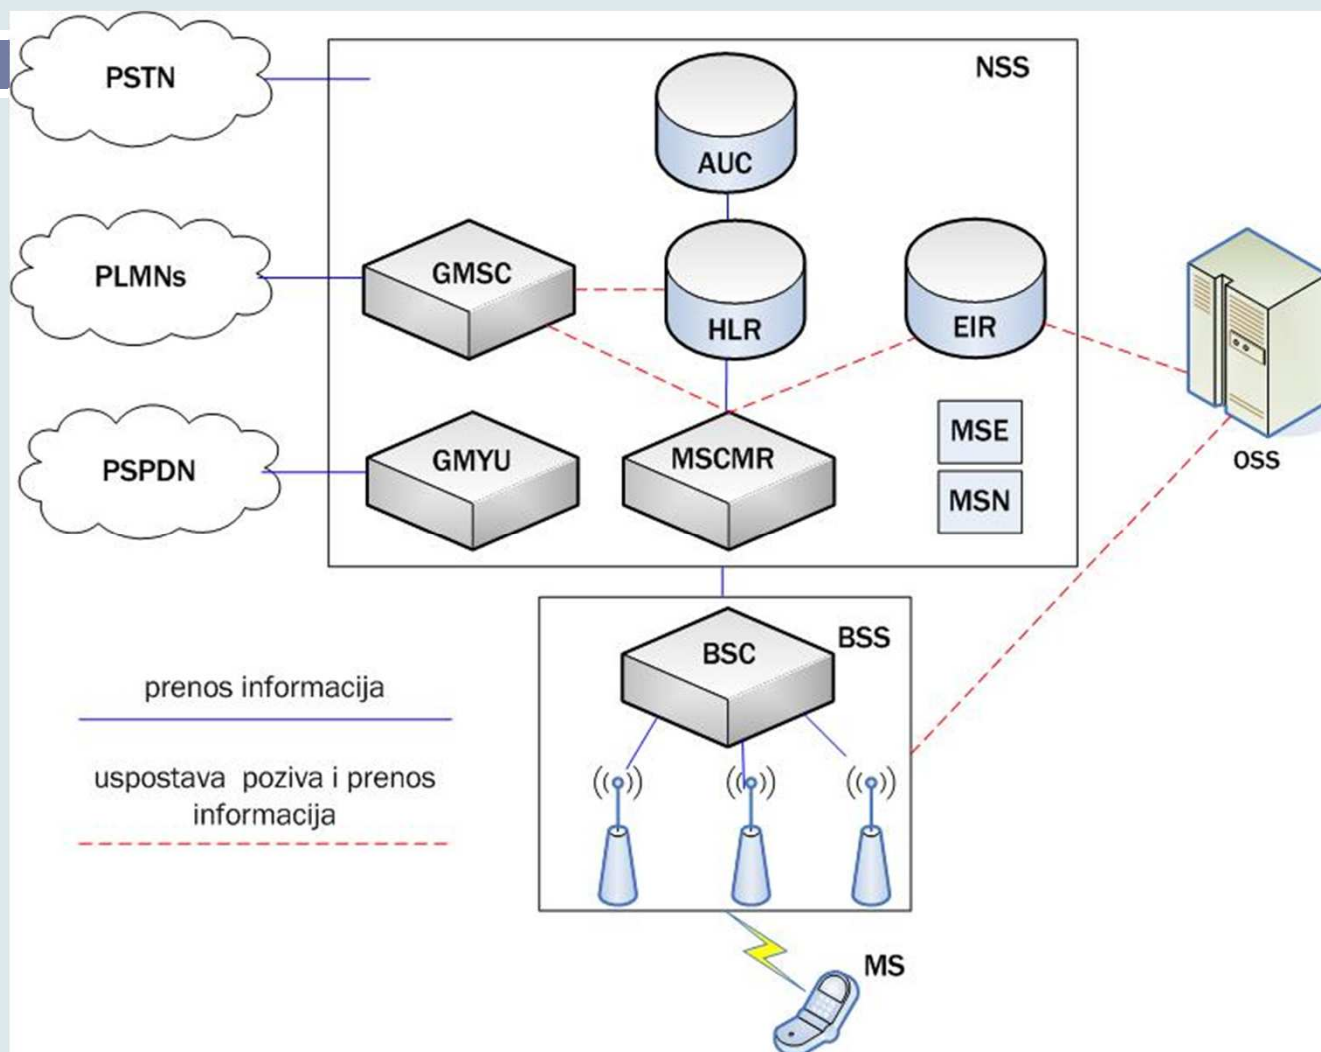 PSTN
NSS
AUC
PLMNs
GMSC
HLR
EIR
PSPDN
GMYU
MSCMR
MSE
MSN
OSS
BSC
BSS
prenos informacija
uspostava poziva i prenos
informacija
MS